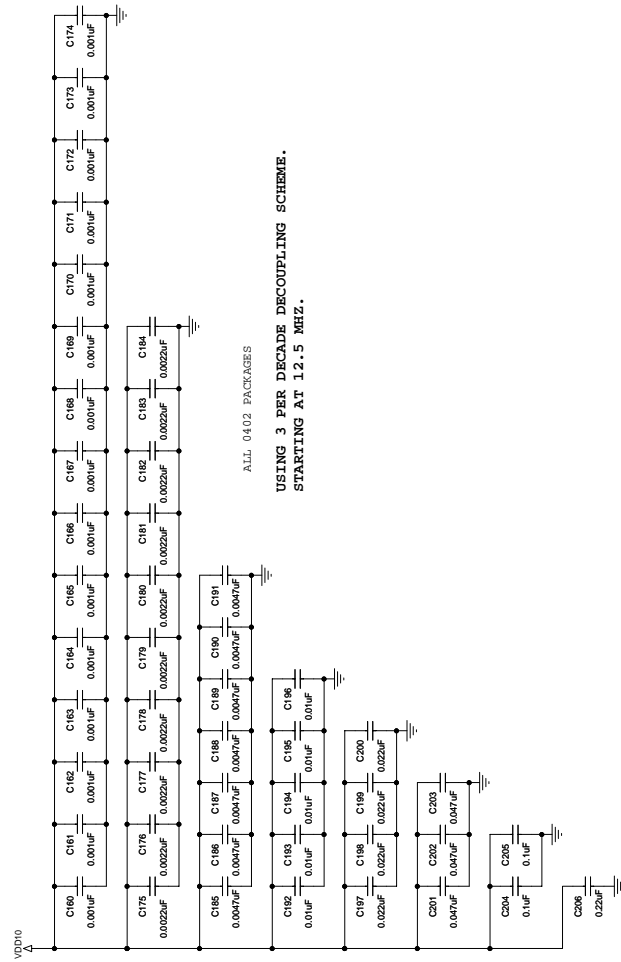 VDD10
C160
0.001uF
C161
0.001uF
C162
0.001uF
C163
0.001uF
C164
0.001uF
C165
0.001uF
C166
0.001uF
C167
0.001uF
C168
0.001uF
C169
0.001uF
C170
0.001uF
C171
0.001uF
C172
0.001uF
C173
0.001uF
C174
0.001uF
C175
0.0022uF
C176
0.0022uF
C177
0.0022uF
C178
0.0022uF
C179
0.0022uF
C180
0.0022uF
C181
0.0022uF
C182
0.0022uF
C183
0.0022uF
C184
0.0022uF
C185
0.0047uF
C186
0.0047uF
C187
0.0047uF
C188
0.0047uF
C189
0.0047uF
C190
0.0047uF
C191
0.0047uF
ALL 0402 PACKAGES
USING 3 PER DECADE DECOUPLING SCHEME.
STARTING AT 12.5 MHZ.
C192
0.01uF
C193
0.01uF
C194
0.01uF
C195
0.01uF
C196
0.01uF
C197
0.022uF
C198
0.022uF
C199
0.022uF
C200
0.022uF
C201
0.047uF
C202
0.047uF
C203
0.047uF
C204
0.1uF
C205
0.1uF
C206
0.22uF